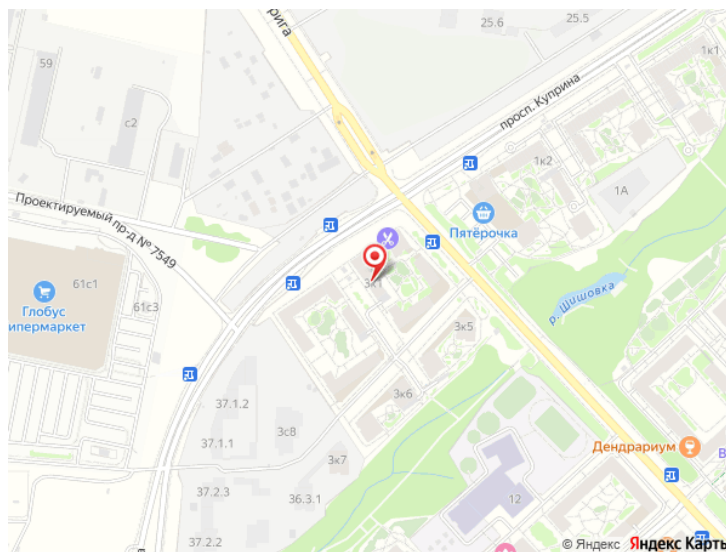 25.6
25.5
рига
59
1к1
просп. Куприна
с2
1к2
1А
Проектируемый пр-д № 7549
Пятёрочка
61с1
61с3
3к1
Глобус
ипермаркет
р. Шишовка
3к5
3к6
37.1.2
3с8
37.1.1
Дендрариум
В
3к7
37.2.3
36.3.1
12
37.2.2
© Яндекс Яндекс Карты